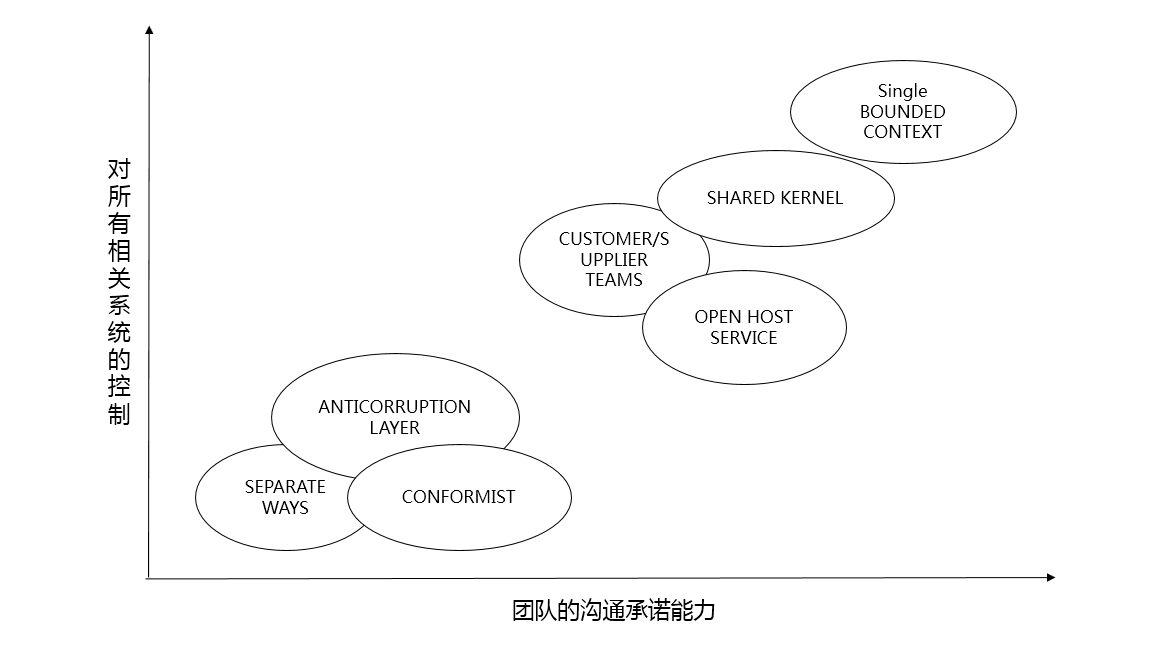 Single
BOUNDED
CONTEXT
SHARED KERNEL
CUSTOMER/S
UPPLIER
TEAMS
OPEN HOST
SERVICE
ANTICORRUPTION
LAYER
SEPARATE
WAYS
CONFORMIST
对所有相关系统的控制
团队的沟通承诺能力